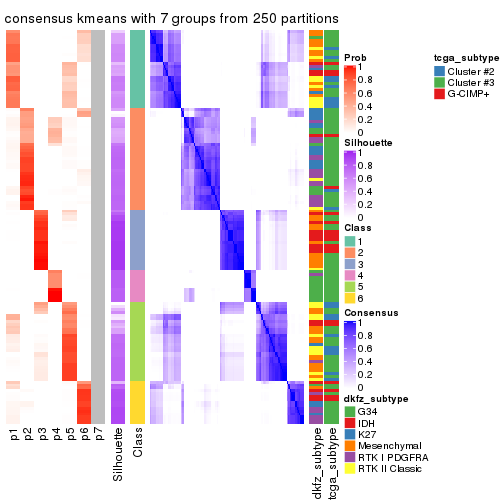 consensus kmeans with 7 groups from 250 partitions
Prob
1
0.8
0.6
0.4
0.2
0
Silhouette
1
0.8
0.6
0.4
0.2
0
Class
1
2
3
4
5
6
Consensus
1
0.8
0.6
0.4
0.2
0
dkfz_subtype
G34
IDH
K27
Mesenchymal
RTK I PDGFRA
RTK II Classic
tcga_subtype
Cluster #2
Cluster #3
G-CIMP+
p1
p2
p3
p4
p5
p6
p7
Silhouette
Class
dkfz_subtype
tcga_subtype